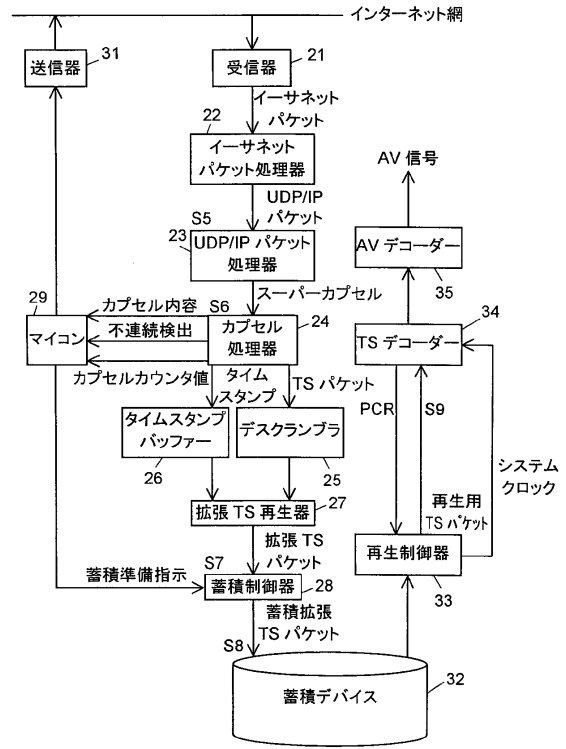 インターネット網
送信器
31
受信器
21
イーサネット
パケット
22
イーサネット
パケット処理器
AV 信号
UDP/IP
パケット
S5
23
UDP/IP パケット
処理器
AV デコーダー
35
スーパーカプセル
29
カプセル内容
S6
34
マイコン
不連続検出
カプセル
処理器
24
TS デコーダー
カプセルカウンタ値
タイム
スタンプ
TS パケット
PCR
S9
タイムスタンプ
バッファー
デスクランブラ
26
25
システム
クロック
拡張 TS 再生器
27
再生用
TS パケット
拡張 TS
パケット
再生制御器
33
蓄積準備指示
S7
蓄積制御器
28
蓄積拡張
TS パケット
S8
蓄積デバイス
32